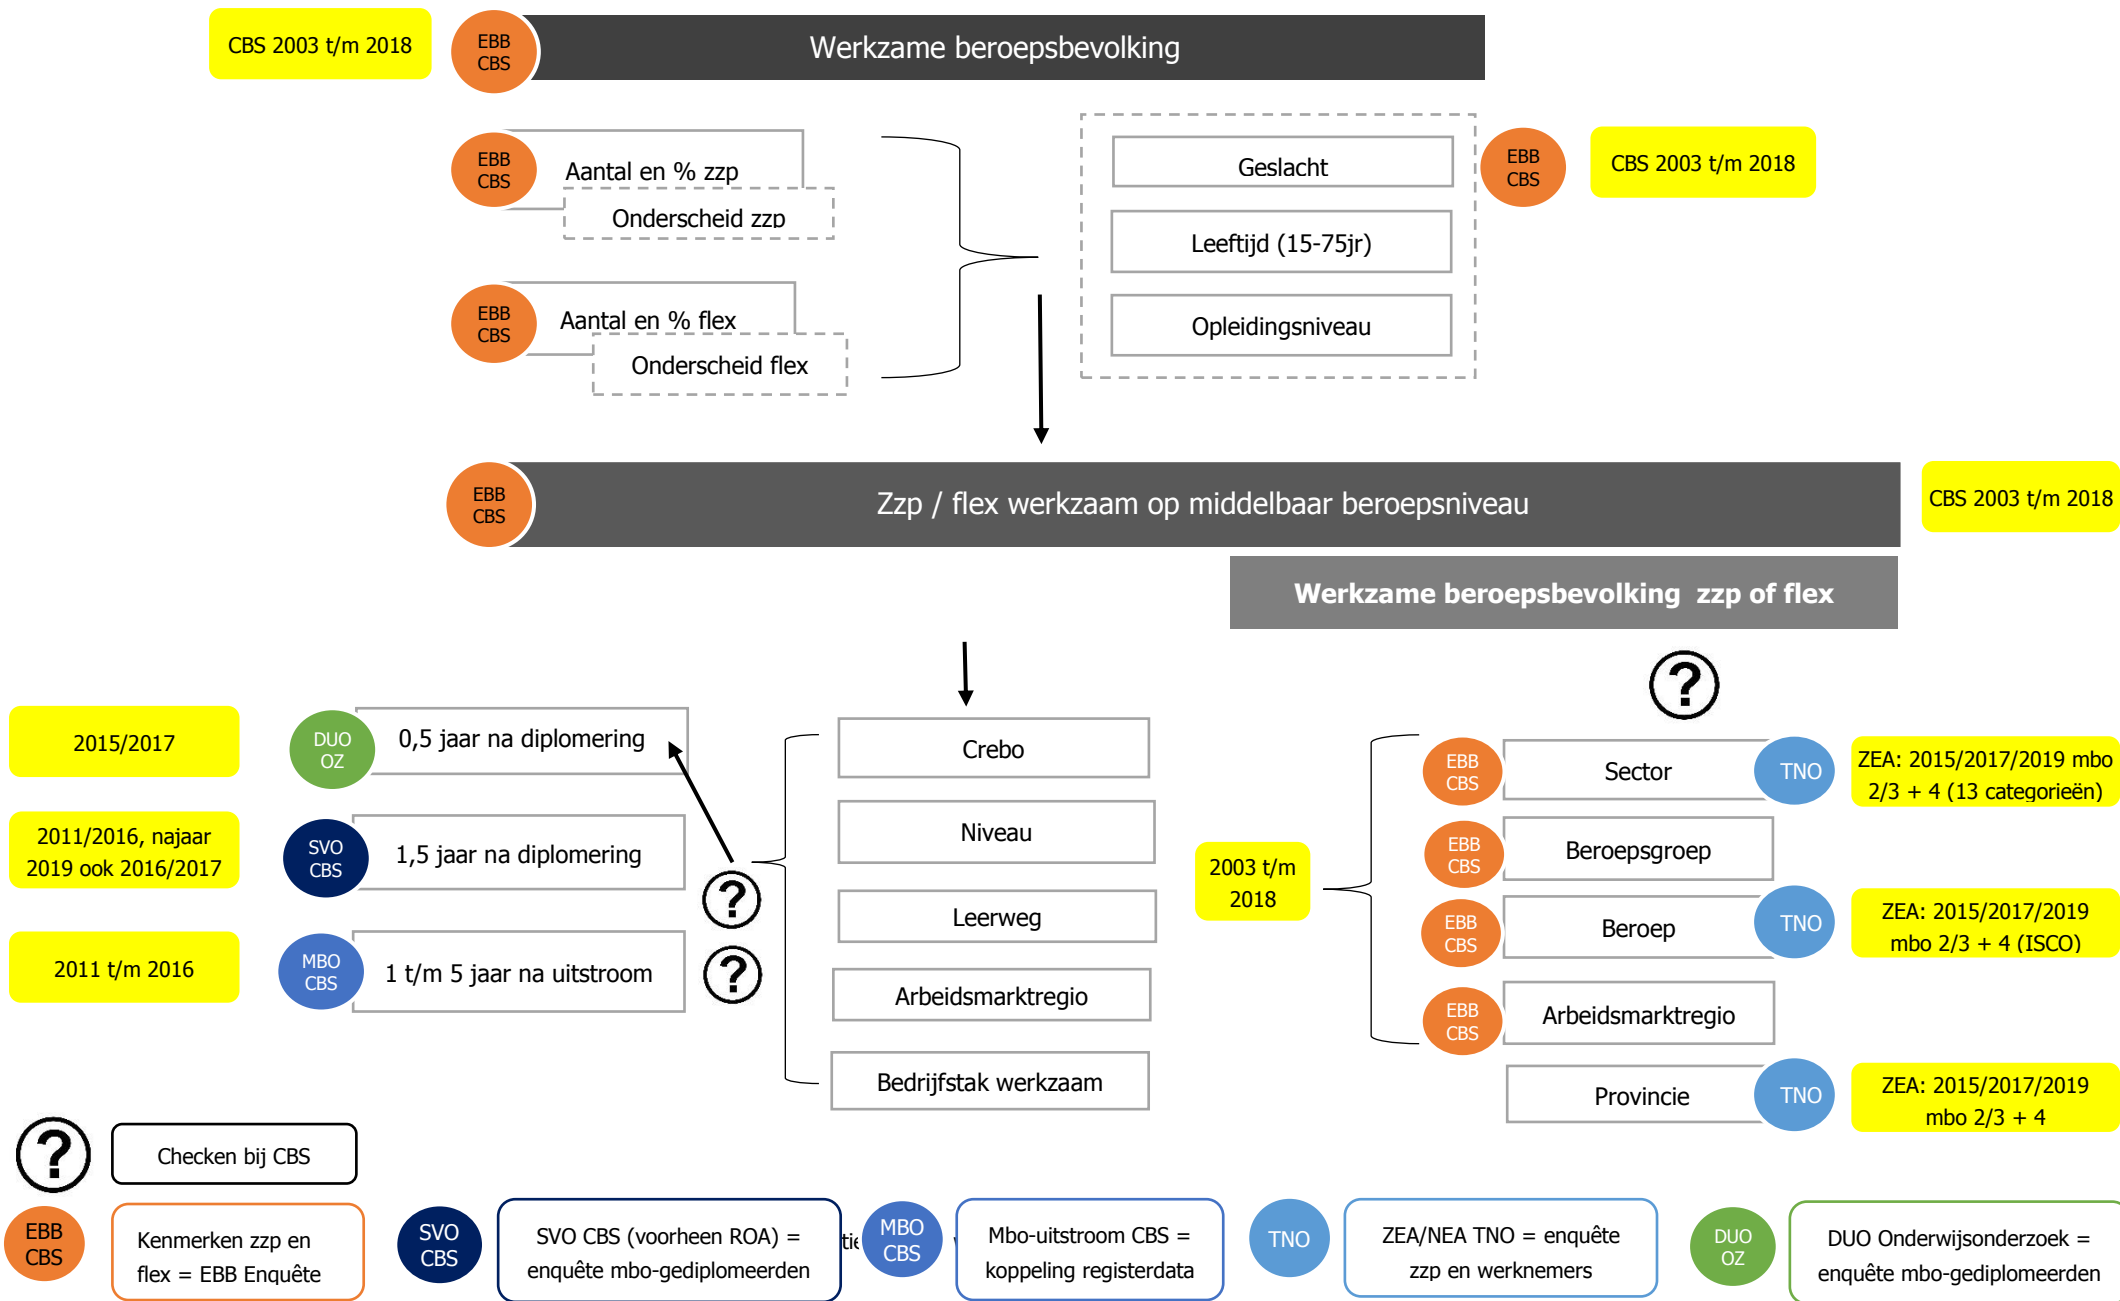 CBS 2003 t/m 2018
EBB
CBS
Werkzame beroepsbevolking
EBB
CBS
Aantal en % zzp
Onderscheid zzp
Geslacht
EBB
CBS
CBS 2003 t/m 2018
Leeftijd (15-75jr)
EBB
CBS
Aantal en % flex
Onderscheid flex
Opleidingsniveau
EBB
CBS
Zzp / flex werkzaam op middelbaar beroepsniveau
CBS 2003 t/m 2018
Werkzame beroepsbevolking zzp of flex
?
2015/2017
DUO
OZ
0,5 jaar na diplomering
2011/2016, najaar
2019 ook 2016/2017
SVO
CBS
1,5 jaar na diplomering
?
2011 t/m 2016
MBO
CBS
1 t/m 5 jaar na uitstroom
?
Crebo
Niveau
Leerweg
Arbeidsmarktregio
Bedrijfstak werkzaam
2003 t/m
2018
EBB
CBS
Sector
TNO
ZEA: 2015/2017/2019 mbo
2/3 + 4 (13 categorieën)
EBB
CBS
Beroepsgroep
EBB
CBS
Beroep
TNO
ZEA: 2015/2017/2019
mbo 2/3 + 4 (ISCO)
EBB
CBS
Arbeidsmarktregio
Provincie
TNO
ZEA: 2015/2017/2019
mbo 2/3 + 4
?
Checken bij CBS
EBB
CBS
Kenmerken zzp en
flex = EBB Enquête
SVO
CBS
SVO CBS (voorheen ROA) =
enquête mbo-gediplomeerden
MBO
CBS
Mbo-uitstroom CBS =
koppeling registerdata
TNO
ZEA/NEA TNO = enquête
zzp en werknemers
DUO
OZ
DUO Onderwijsonderzoek =
enquête mbo-gediplomeerden